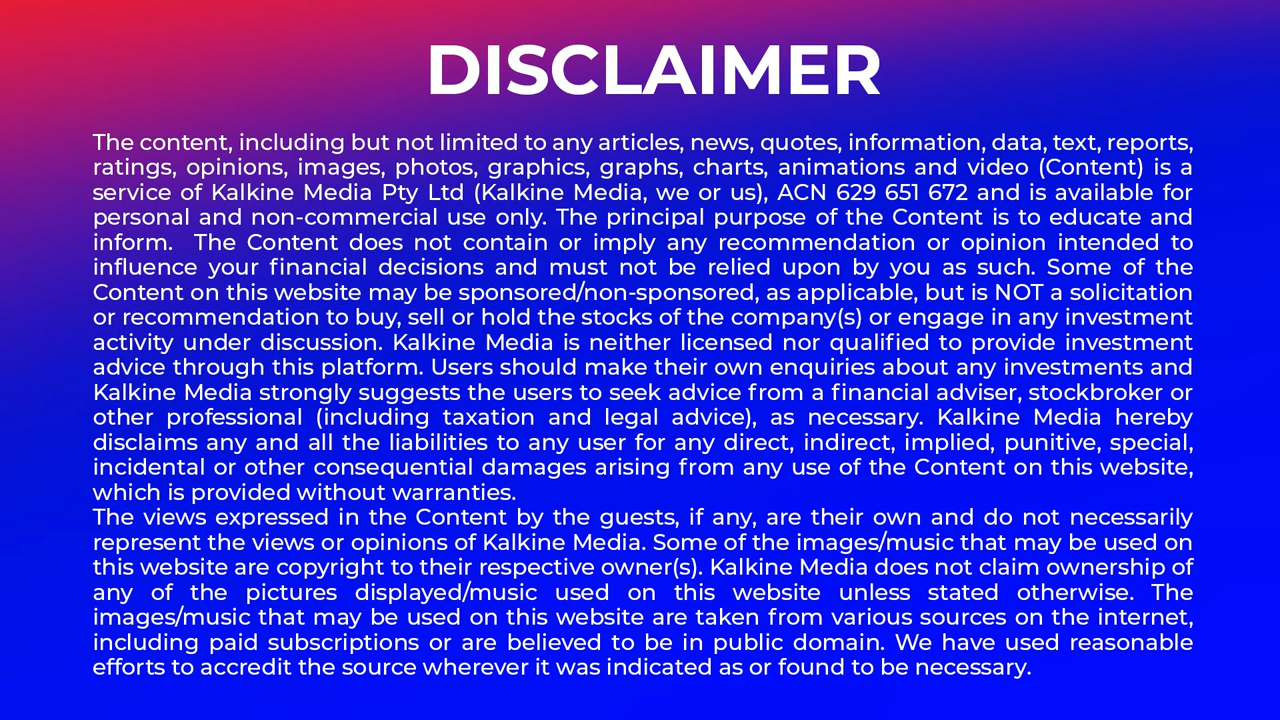 DISCLAIMER
The content, including but not limited to any articles, news, quotes, information, data, text, reports,
ratings, opinions, images, photos, graphics, graphs, charts, animations and video (Content) is a
service of Kalkine Media Pty Ltd (Kalkine Media, we or us), ACN 629 651 672 and is available for
personal and non-commercial use only. The principal purpose of the Content is to educate and
inform. The Content does not contain or imply any recommendation or opinion intended to
influence your financial decisions and must not be relied upon by you as such. Some of the
Content on this website may be sponsored/non-sponsored, as applicable, but is NOT a solicitation
or recommendation to buy, sell or hold the stocks of the company(s) or engage in any investment
activity under discussion. Kalkine Media is neither licensed nor qualified to provide investment
advice through this platform. Users should make their own enquiries about any investments and
Kalkine Media strongly suggests the users to seek advice from a financial adviser, stockbroker or
other professional (including taxation and legal advice), as necessary. Kalkine Media hereby
disclaims any and all the liabilities to any user for any direct, indirect, implied, punitive, special,
incidental or other consequential damages arising from any use of the Content on this website,
which is provided without warranties.
The views expressed in the Content by the guests, if any, are their own and do not necessarily
represent the views or opinions of Kalkine Media. Some of the images/music that may be used on
this website are copyright to their respective owner(s). Kalkine Media does not claim ownership of
any of the pictures displayed/music used on this website unless stated otherwise. The
images/music that may be used on this website are taken from various sources on the internet,
including paid subscriptions or are believed to be in public domain. We have used reasonable
efforts to accredit the source wherever it was indicated as or found to be necessary.